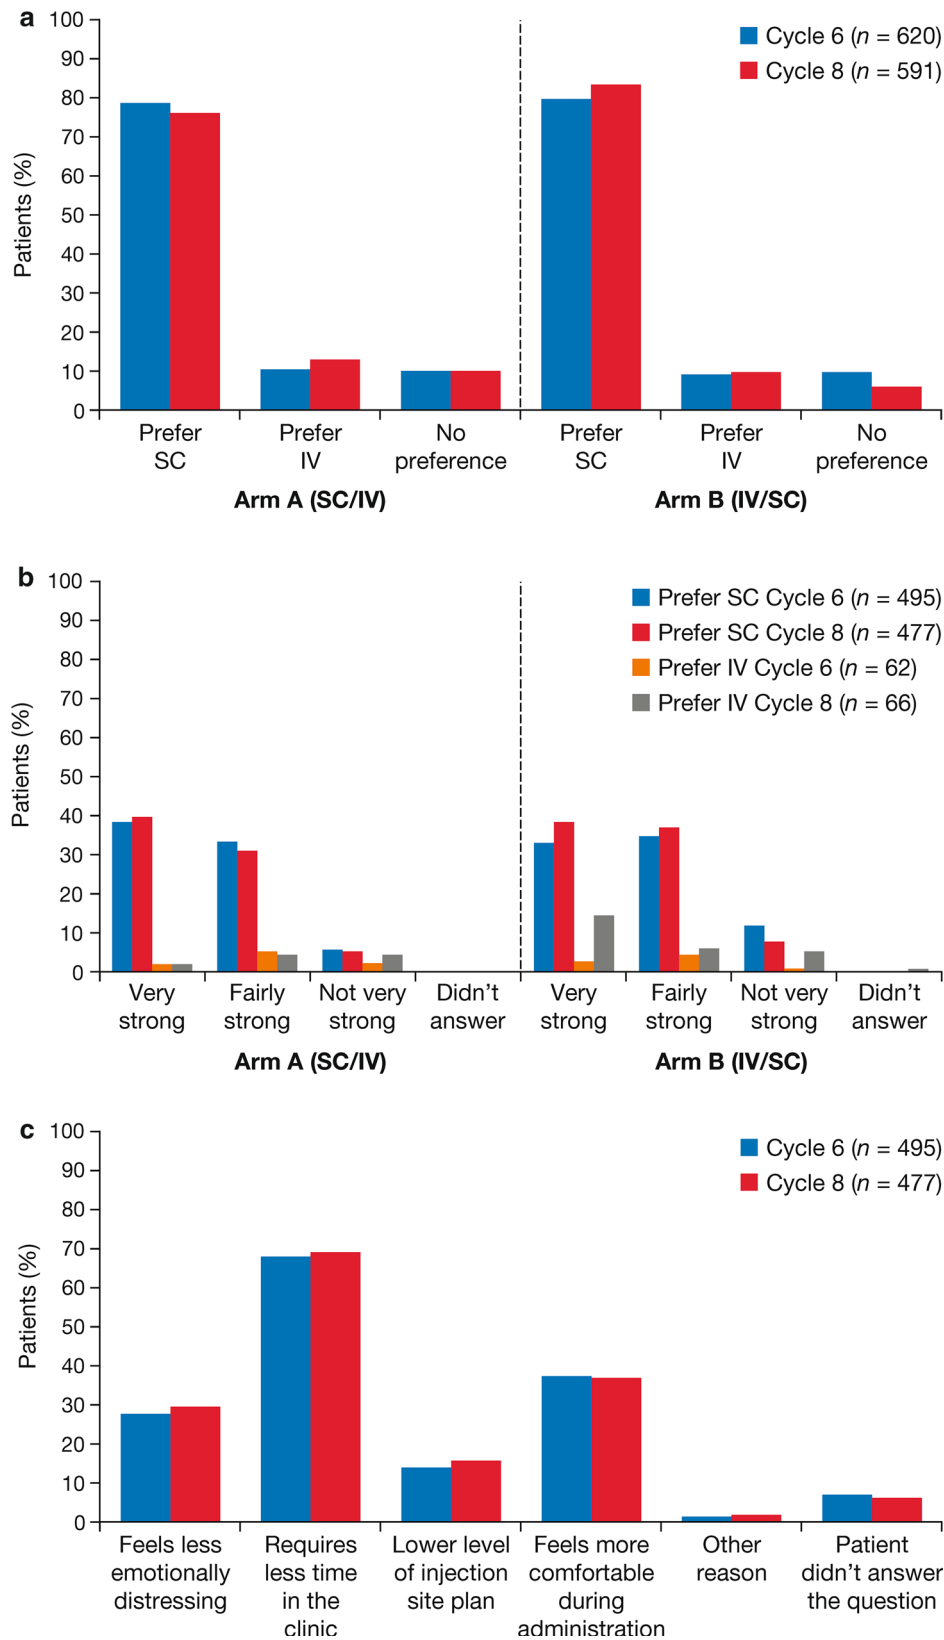 a
100
90
80
70
60
50
40
30
20
10
0
Patients (%)
Cycle 6 (n = 620)
Cycle 8 (n = 591)
Prefer SC
Prefer IV
No preference
Prefer SC
Prefer IV
No preference
Arm A (SC/IV)
Arm B (IV/SC)
b
100
90
80
70
60
50
40
30
20
10
0
Patients (%)
Prefer SC Cycle 6 (n = 495)
Prefer SC Cycle 8 (n = 477)
Prefer IV Cycle 6 (n = 62)
Prefer IV Cycle 8 (n = 66)
Very strong
Fairly strong
Not very strong
Didn't answer
Very strong
Fairly strong
Not very strong
Didn't answer
Arm A (SC/IV)
Arm B (IV/SC)
c
100
90
80
70
60
50
40
30
20
10
0
Patients (%)
Cycle 6 (n = 495)
Cycle 8 (n = 477)
Feels less
emotionally
distressing
Requires
less time
in the
clinic
Lower level
of injection
site plan
Feels more
comfortable
during
administration
Other
reason
Patient
didn't answer
the question